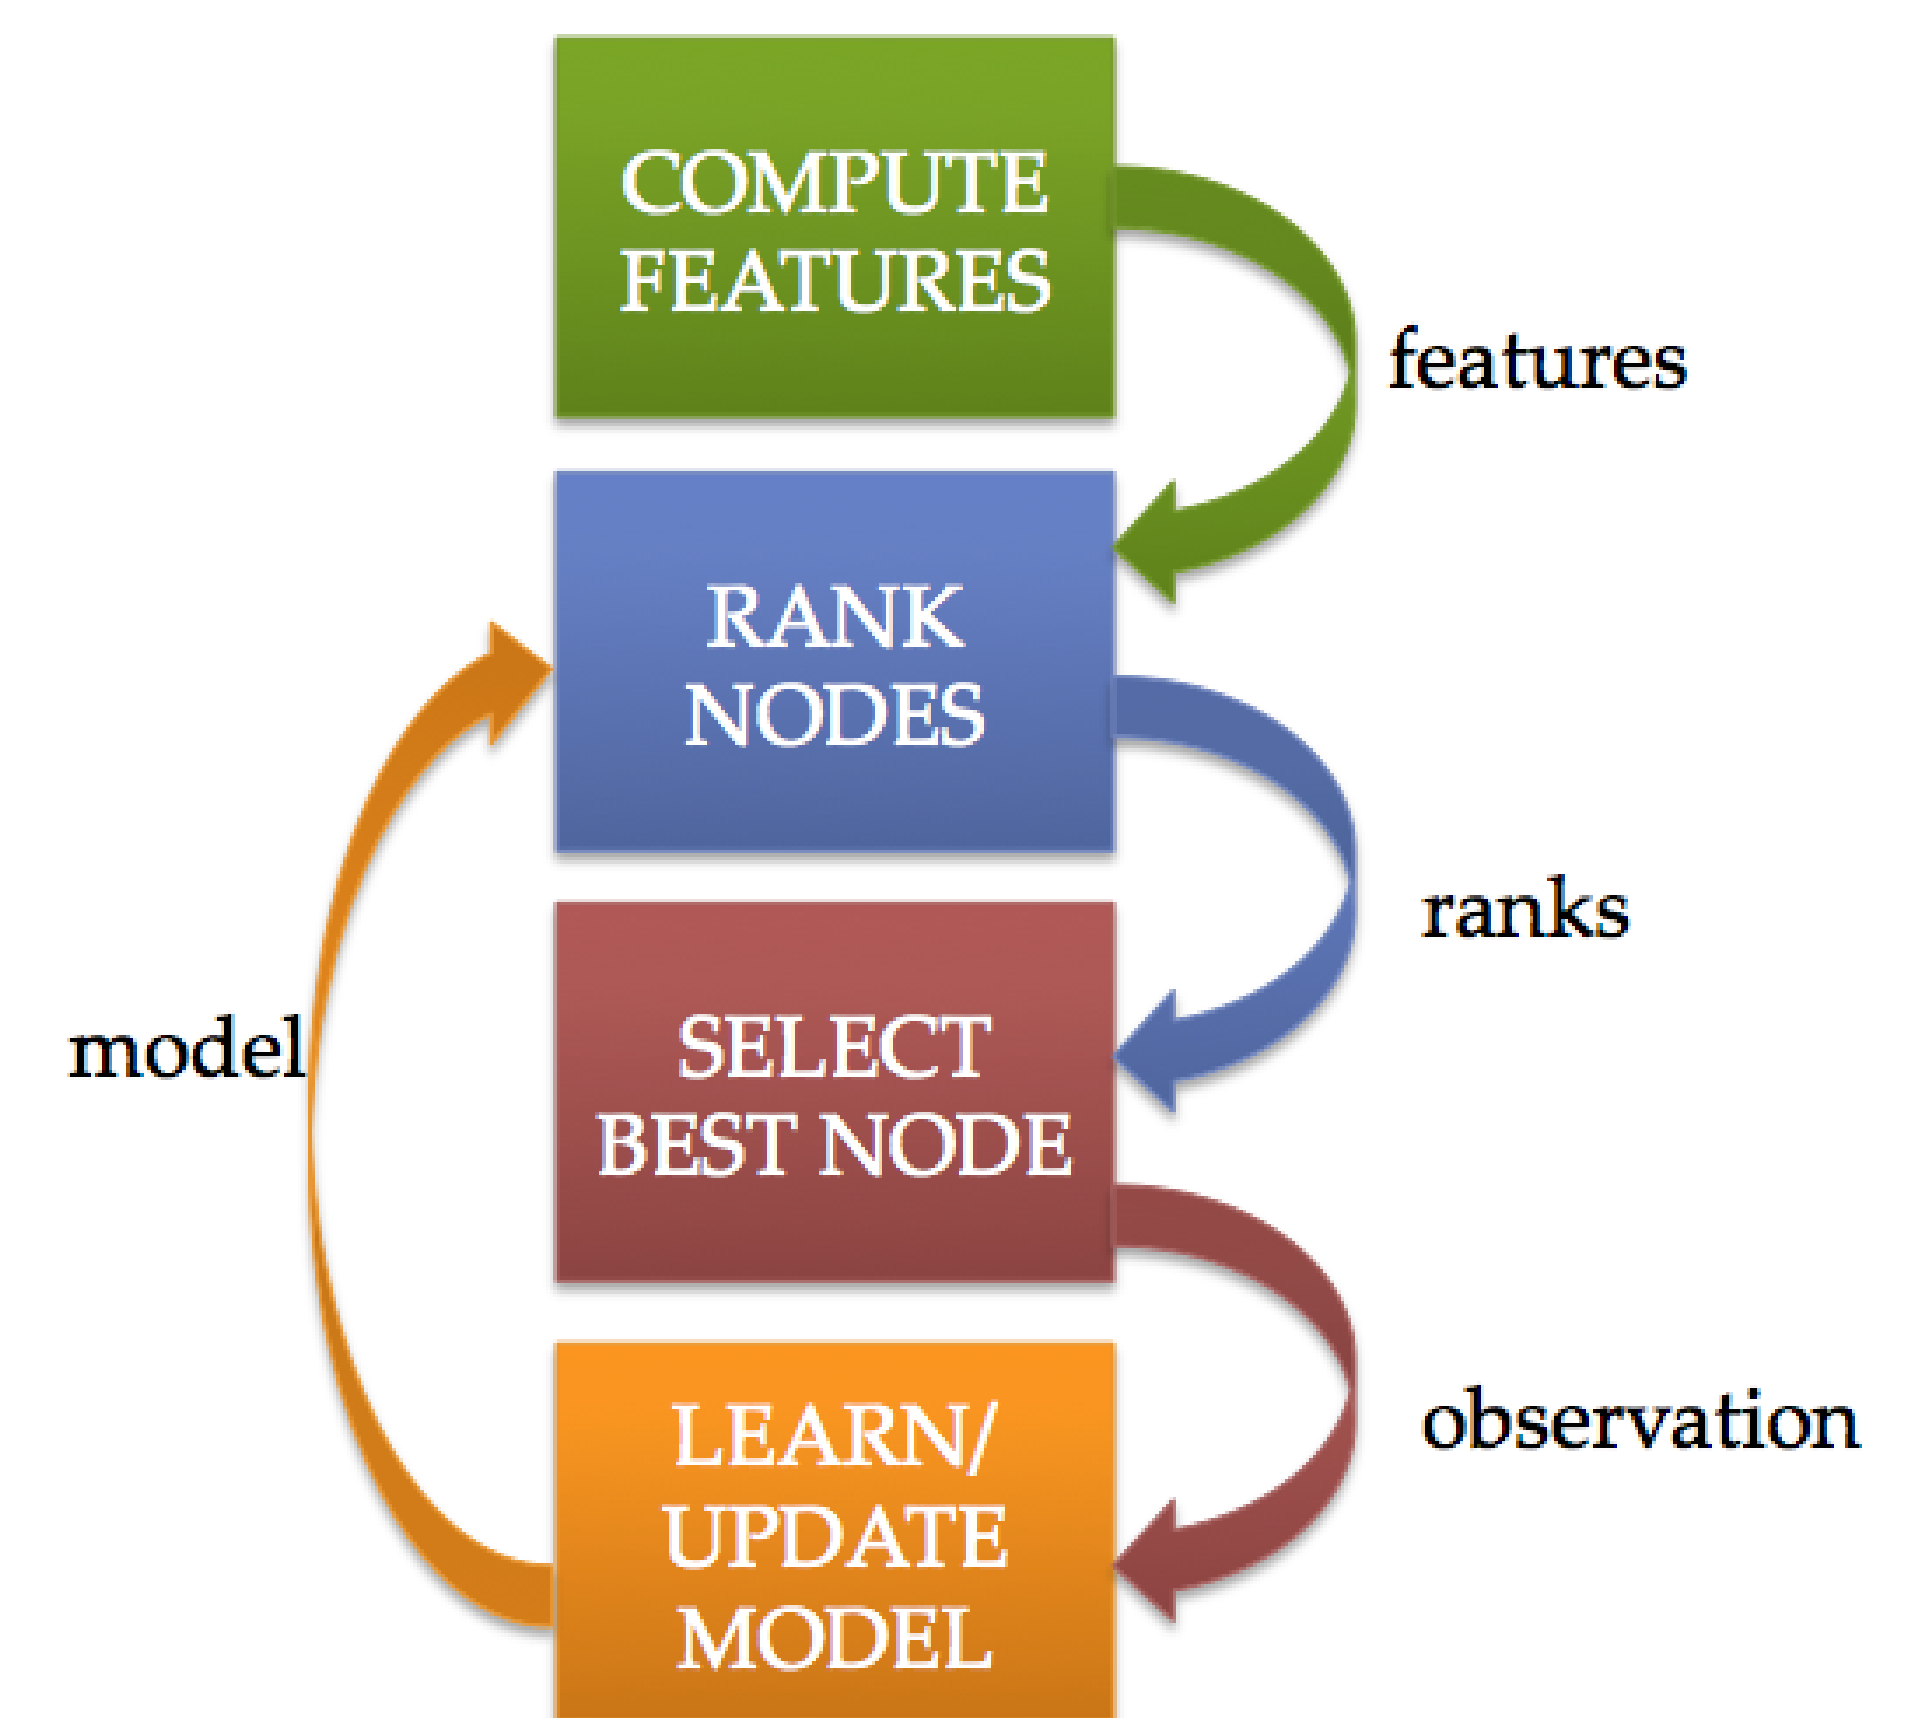 COMPUTE
FEATURES
features
RANK
NODES
ranks
SELECT
BEST NODE
model
observation
LEARN/
UPDATE
MODEL